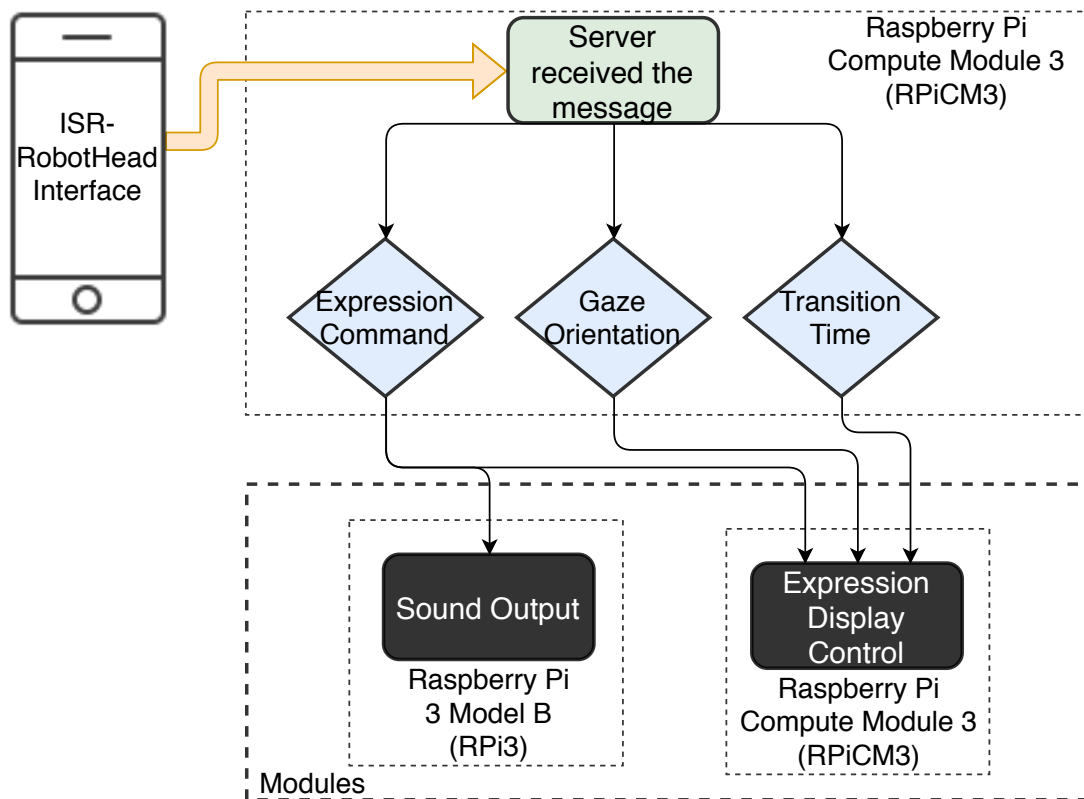 ISR-
RobotHead
Interface
Server
received the
message
Raspberry Pi
Compute Module 3
(RPiCM3)
Expression
Command
Gaze
Orientation
Transition
Time
Sound Output
Raspberry Pi
3 Model B
(RPi3)
Expression
Display
Control
Raspberry Pi
Compute Module 3
(RPiCM3)
Modules